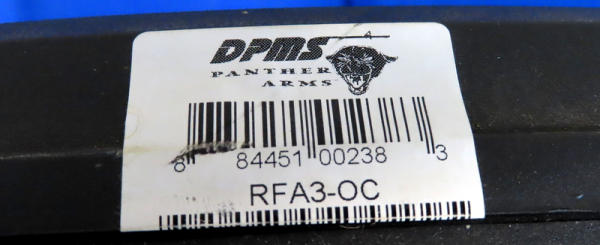 DPMS
PANTHER
ARMS
8 84451 00238 3
RFA3-OC